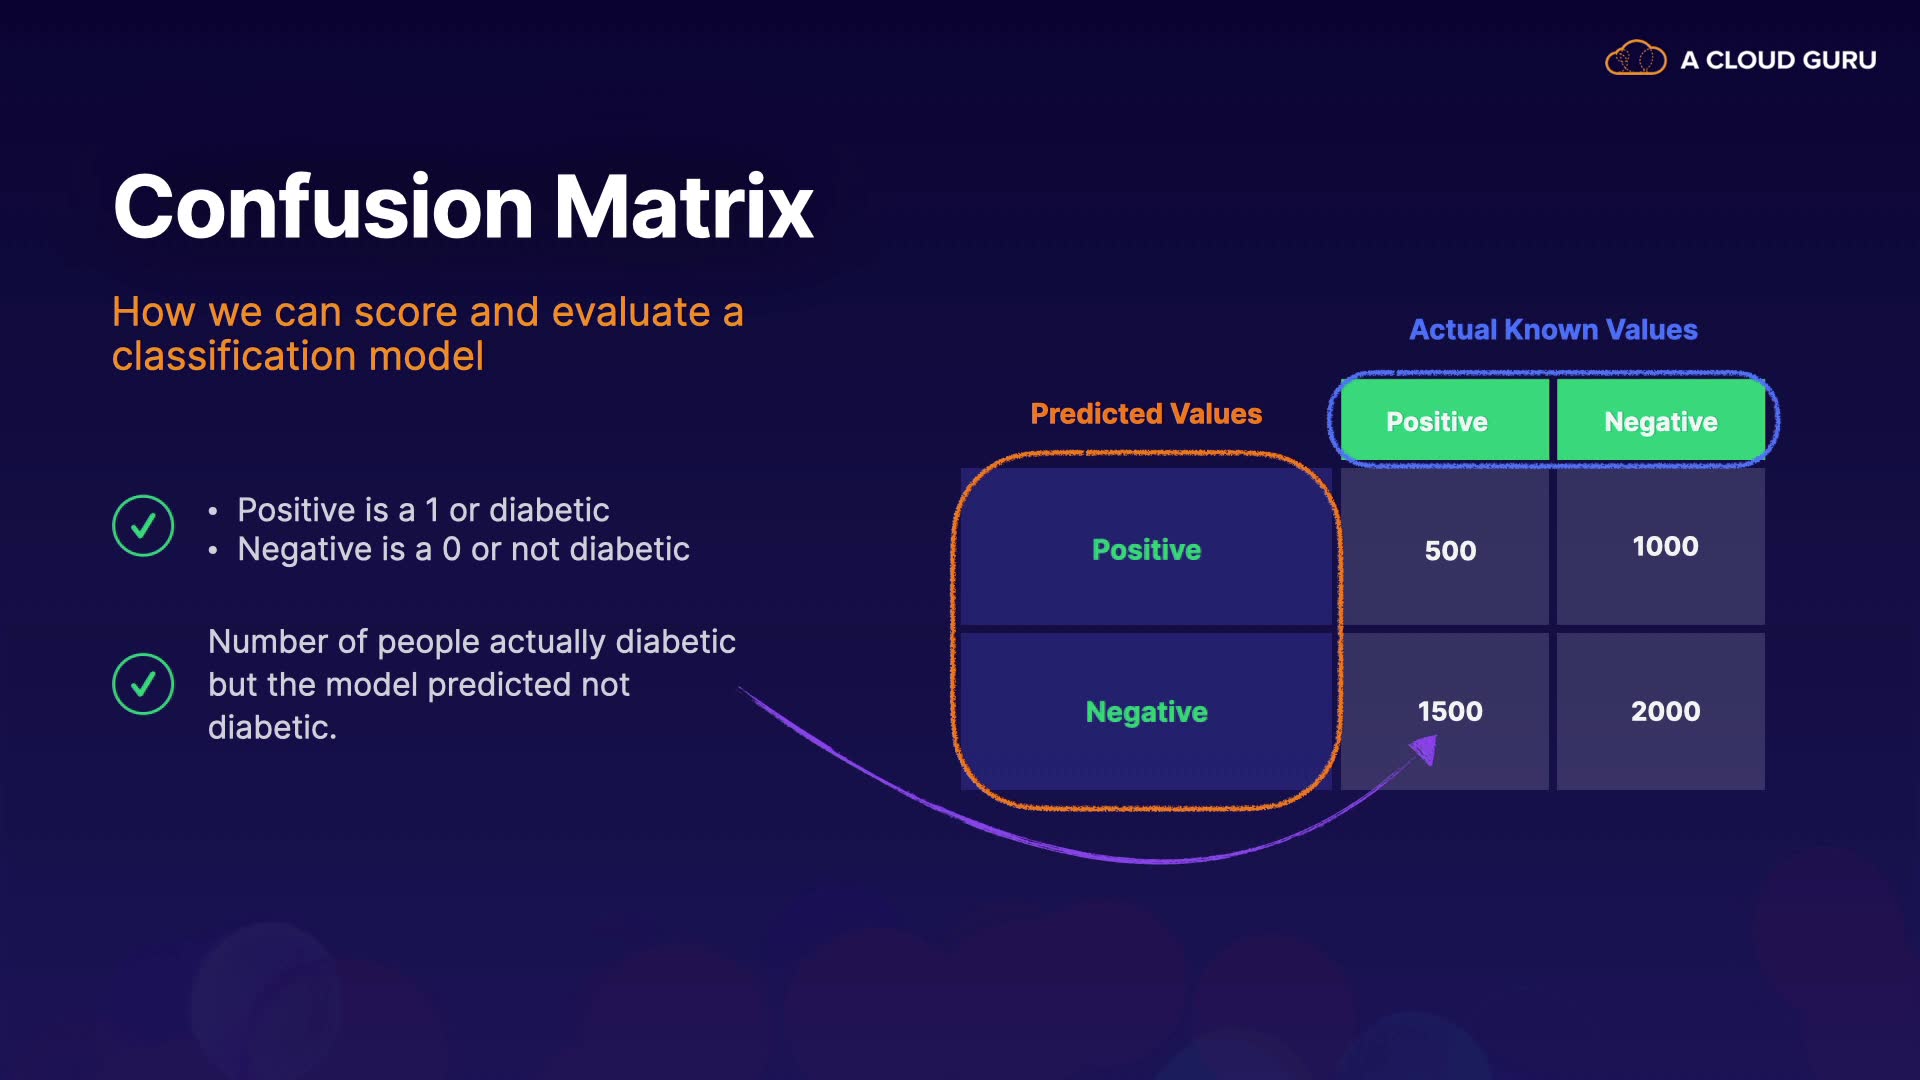 A CLOUD GURU
Confusion Matrix
How we can score and evaluate a
classification model
• Positive is a 1 or diabetic
• Negative is a 0 or not diabetic
Number of people actually diabetic
but the model predicted not
diabetic.
Actual Known Values
Predicted Values
Positive Negative
Positive 500 1000
Negative 1500 2000